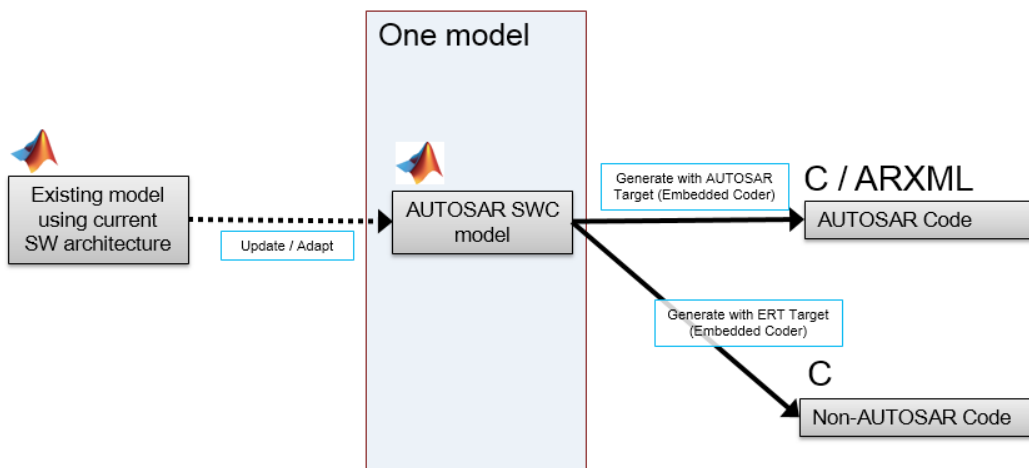 One model
Existing model
using current
SW architecture
Update / Adapt
AUTOSAR SWC
model
Generate with AUTOSAR
Target (Embedded Coder)
C / ARXML
AUTOSAR Code
Generate with ERT Target
(Embedded Coder)
C
Non-AUTOSAR Code